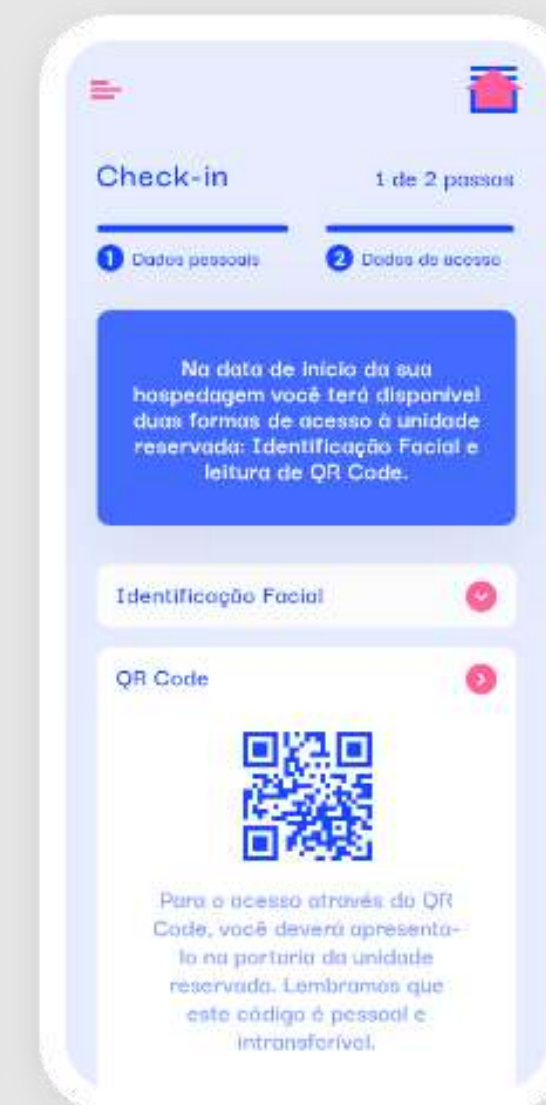 Check-in
1 de 2 passos
1 Dados pessoais
2 Dados de acesso
Na data de início da sua
hospedagem você terá disponível
duas formas de acesso à unidade
reservada: Identificação Facial e
leitura de QR Code.
Identificação Facial
QR Code
Para o acesso através do QR
Code, você deverá apresenta-
lo na portaria da unidade
reservada. Lembramos que
este código é pessoal e
intransferível.